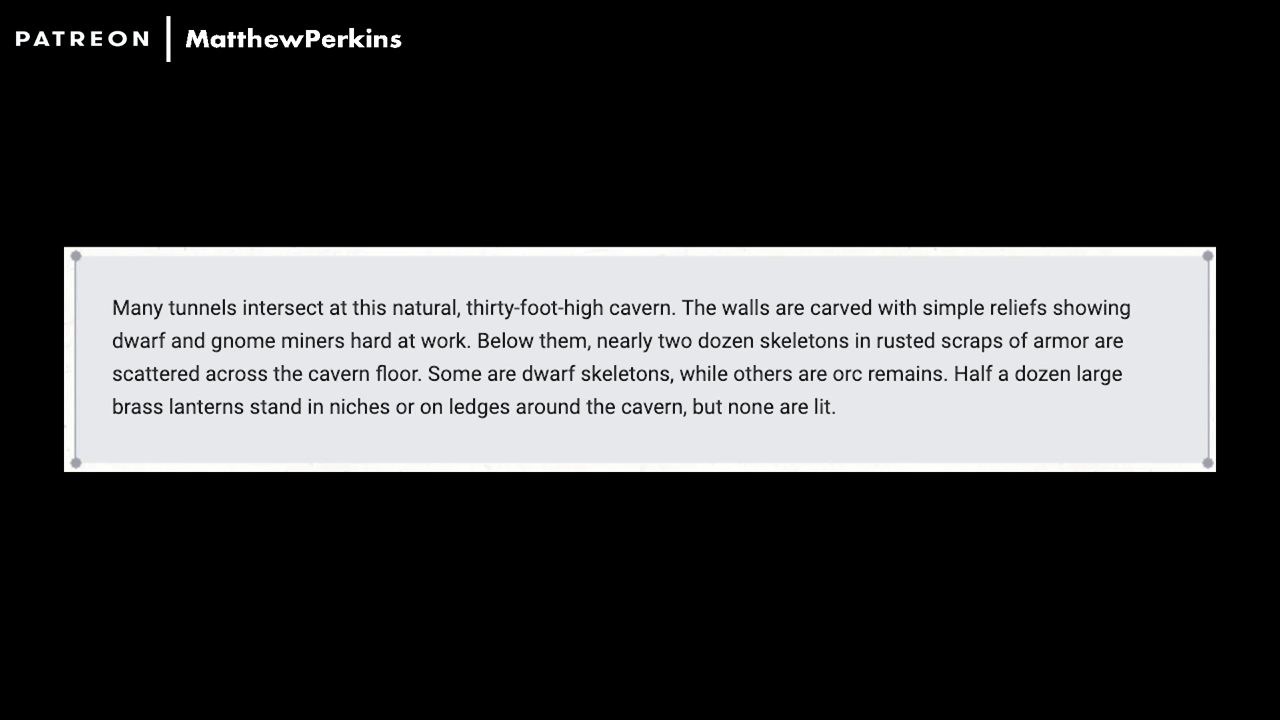 PATREON | MatthewPerkins
Many tunnels intersect at this natural, thirty-foot-high cavern. The walls are carved with simple reliefs showing
dwarf and gnome miners hard at work. Below them, nearly two dozen skeletons in rusted scraps of armor are
scattered across the cavern floor. Some are dwarf skeletons, while others are orc remains. Half a dozen large
brass lanterns stand in niches or on ledges around the cavern, but none are lit.